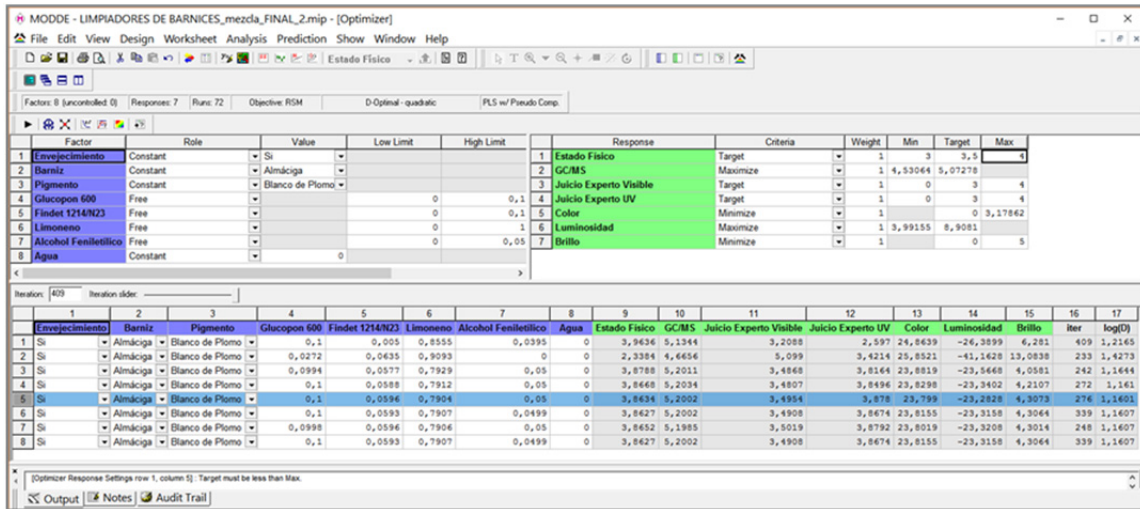 MODDE - LIMPIADORES DE BARNICES_mezcla_FINAL_2.mip - [Optimizer]
File Edit View Design Worksheet Analysis Prediction Show Window Help
Estado Físico
Factors: 8 (uncontrolled: 0) Responses: 7 Runs: 72 Objective: RSM D-Optimal - quadratic PLS w/ Pseudo Comp.
Factor Role Value Low Limit High Limit
1 Envejecimiento Constant Si
2 Barniz Constant Almáciga
3 Pigmento Constant Blanco de Plomo
4 Glucopon 600 Free 0 0,1
5 Findet 1214/N23 Free 0 0,1
6 Limoneno Free 0 1
7 Alcohol Feniletílico Free 0 0,05
8 Agua Constant 0
Response Criteria Weight Min Target Max
1 Estado Físico Target 1 3 3,5 4
2 GC/MS Maximize 1 4,53064 5,07278
3 Juicio Experto Visible Target 1 0 3 4
4 Juicio Experto UV Target 1 0 3 4
5 Color Minimize 1 0 3,17862
6 Luminosidad Maximize 1 3,99155 8,9081
7 Brillo Minimize 1 0 5
Iteration: 409 Iteration slider:
1 2 3 4 5 6 7 8 9 10 11 12 13 14 15 16 17
Envejecimiento Barniz Pigmento Glucopon 600 Findet 1214/N23 Limoneno Alcohol Feniletílico Agua Estado Físico GC/MS Juicio Experto Visible Juicio Experto UV Color Luminosidad Brillo iter log(D)
1 Si Almáciga Blanco de Plomo 0,1 0,005 0,8555 0,0395 0 3,9636 5,1344 3,2088 2,597 24,8639 -26,3899 6,281 409 1,2165
2 Si Almáciga Blanco de Plomo 0,0272 0,0635 0,9093 0 0 2,3384 4,6656 5,099 3,4214 25,8521 -41,1628 13,0838 233 1,4273
3 Si Almáciga Blanco de Plomo 0,0994 0,0577 0,7929 0,05 0 3,8788 5,2011 3,4868 3,8164 23,8819 -23,5668 4,0581 242 1,1644
4 Si Almáciga Blanco de Plomo 0,1 0,0588 0,7912 0,05 0 3,8668 5,2034 3,4807 3,8496 23,8298 -23,3402 4,2107 272 1,161
5 Si Almáciga Blanco de Plomo 0,1 0,0596 0,7904 0,05 0 3,8634 5,2002 3,4954 3,878 23,799 -23,2828 4,3073 276 1,1601
6 Si Almáciga Blanco de Plomo 0,1 0,0593 0,7907 0,0499 0 3,8627 5,2002 3,4908 3,8674 23,8155 -23,3158 4,3064 339 1,1607
7 Si Almáciga Blanco de Plomo 0,0998 0,0596 0,7906 0,05 0 3,8652 5,1985 3,5019 3,8792 23,8019 -23,3208 4,3014 248 1,1607
8 Si Almáciga Blanco de Plomo 0,1 0,0593 0,7907 0,0499 0 3,8627 5,2002 3,4908 3,8674 23,8155 -23,3158 4,3064 339 1,1607
[Optimizer Response Settings row 1, column 5] : Target must be less than Max.
Output Notes Audit Trail